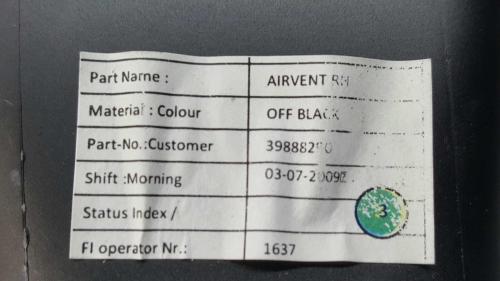 Part Name : AIRVENT RH
Material : Colour OFF BLACK
Part-No.:Customer
Shift :Morning
Status Index / 3
FI operator Nr.: 1637